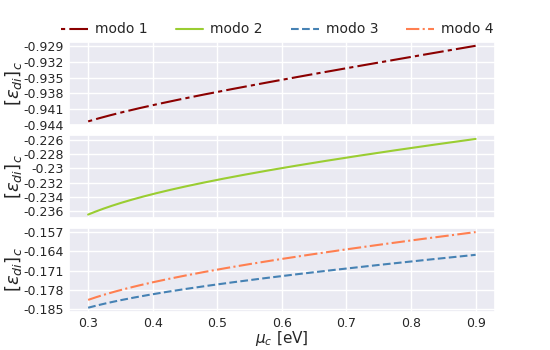 modo 1 modo 2 modo 3 modo 4
-0.929
-0.932
-0.935
-0.938
-0.941
-0.944
[ε_di]_c
-0.226
-0.228
-0.23
-0.232
-0.234
-0.236
[ε_di]_c
-0.157
-0.164
-0.171
-0.178
-0.185
[ε_di]_c
0.3 0.4 0.5 0.6 0.7 0.8 0.9
μ_c [eV]